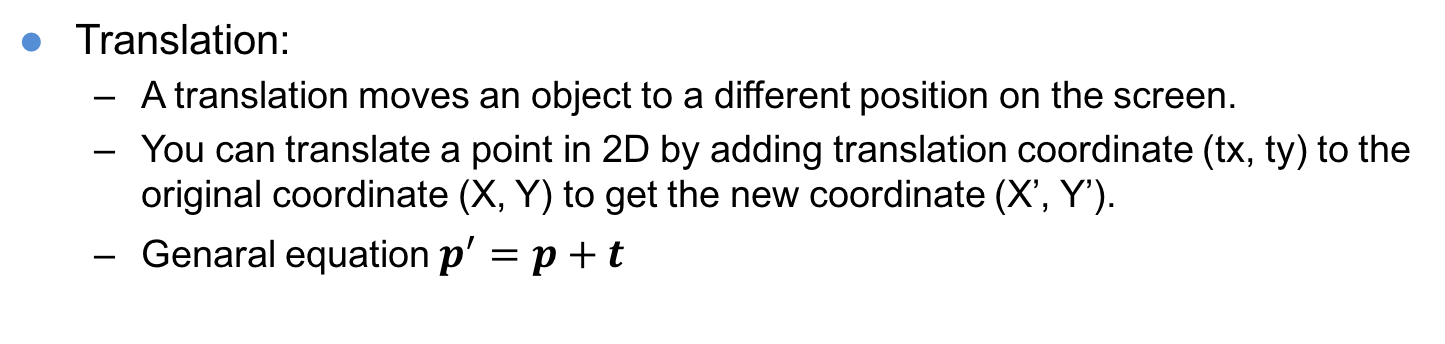 ● Translation:
– A translation moves an object to a different position on the screen.
– You can translate a point in 2D by adding translation coordinate (tx, ty) to the
original coordinate (X, Y) to get the new coordinate (X’, Y’).
– Genaral equation p′ = p + t